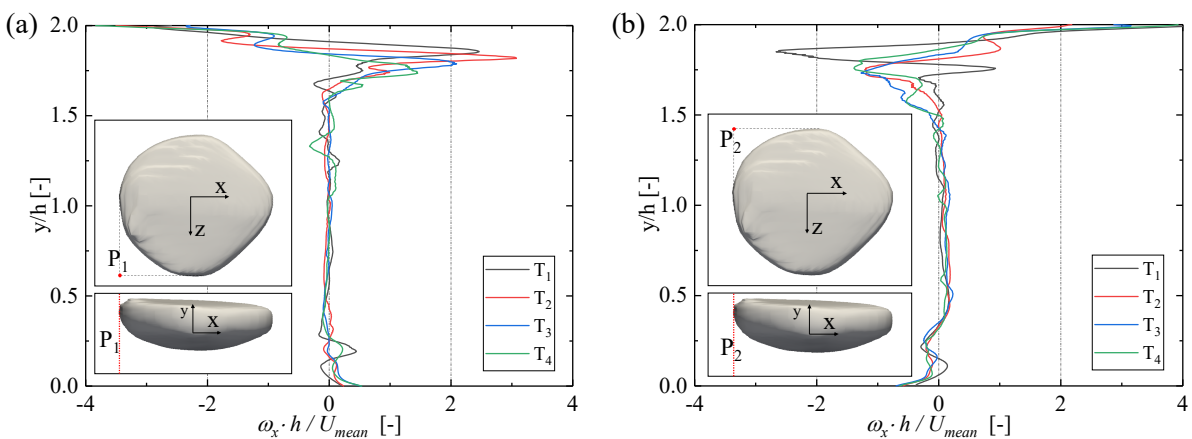 (a)
2.0
1.5
1.0
0.5
0.0
y/h [-]
P1
X
Z
P1
y
X
T1
T2
T3
T4
-4
-2
0
2
4
ωx · h / Umean [-]
(b)
2.0
1.5
1.0
0.5
0.0
y/h [-]
P2
X
Z
P2
y
X
T1
T2
T3
T4
-4
-2
0
2
4
ωx · h / Umean [-]